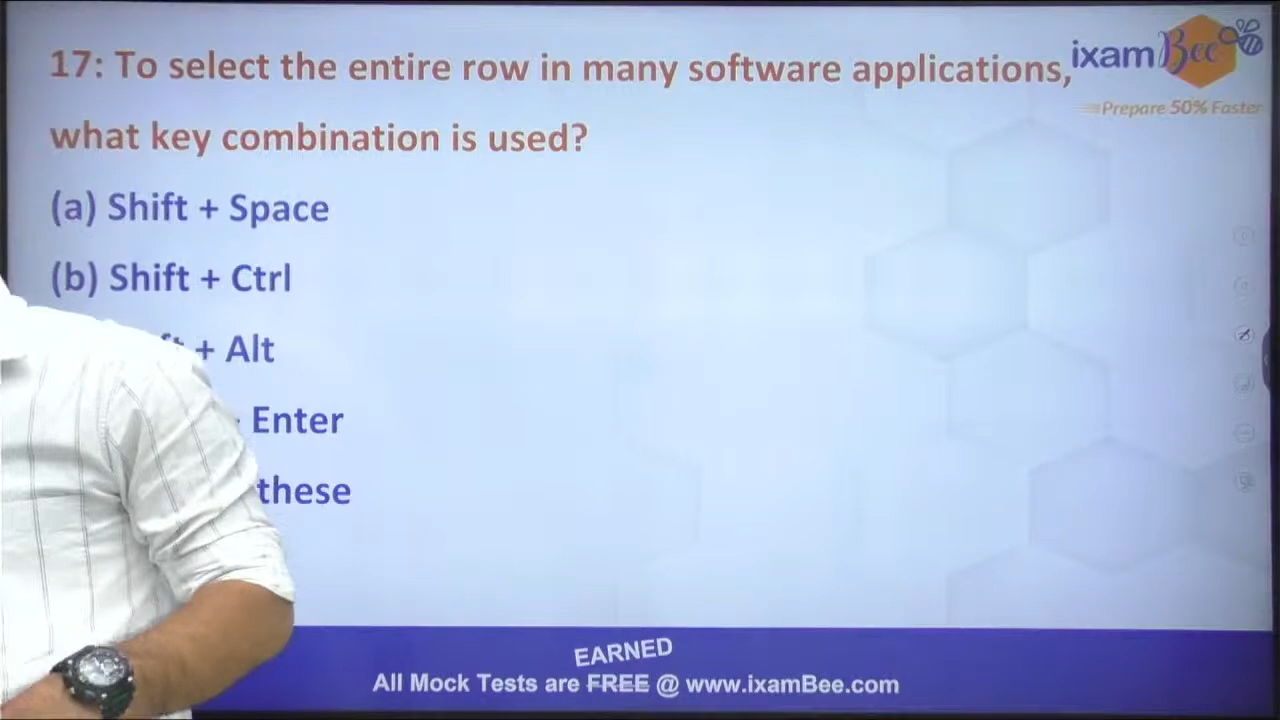 17: To select the entire row in many software applications,
what key combination is used?
(a) Shift + Space
(b) Shift + Ctrl
+ Alt
Enter
these
ixamBee
Prepare 50% Faster
EARNED
All Mock Tests are FREE @ www.ixamBee.com